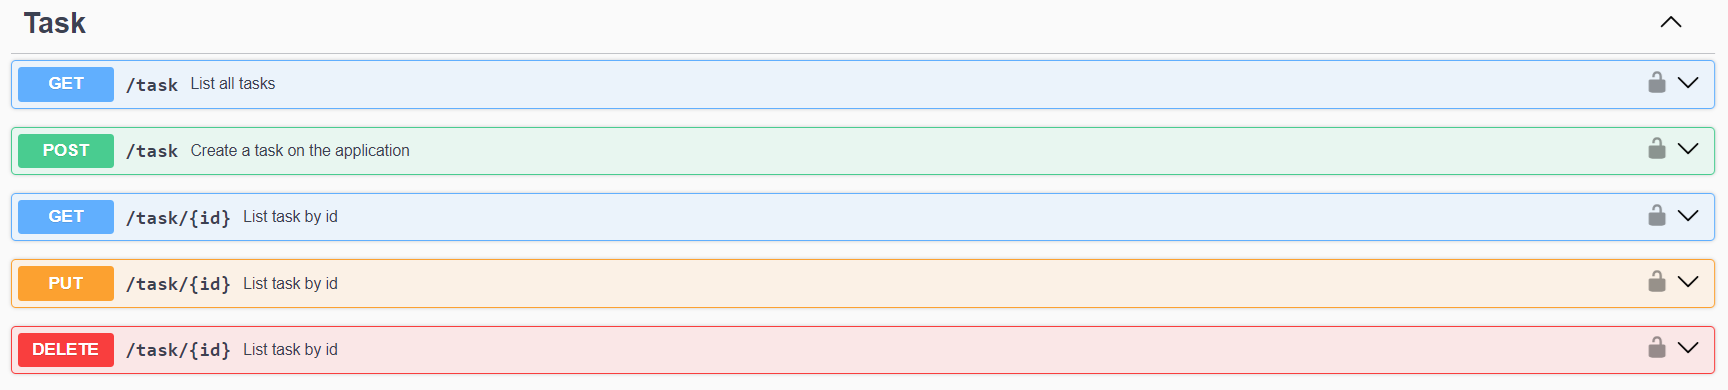 Task
GET /task List all tasks
POST /task Create a task on the application
GET /task/{id} List task by id
PUT /task/{id} List task by id
DELETE /task/{id} List task by id